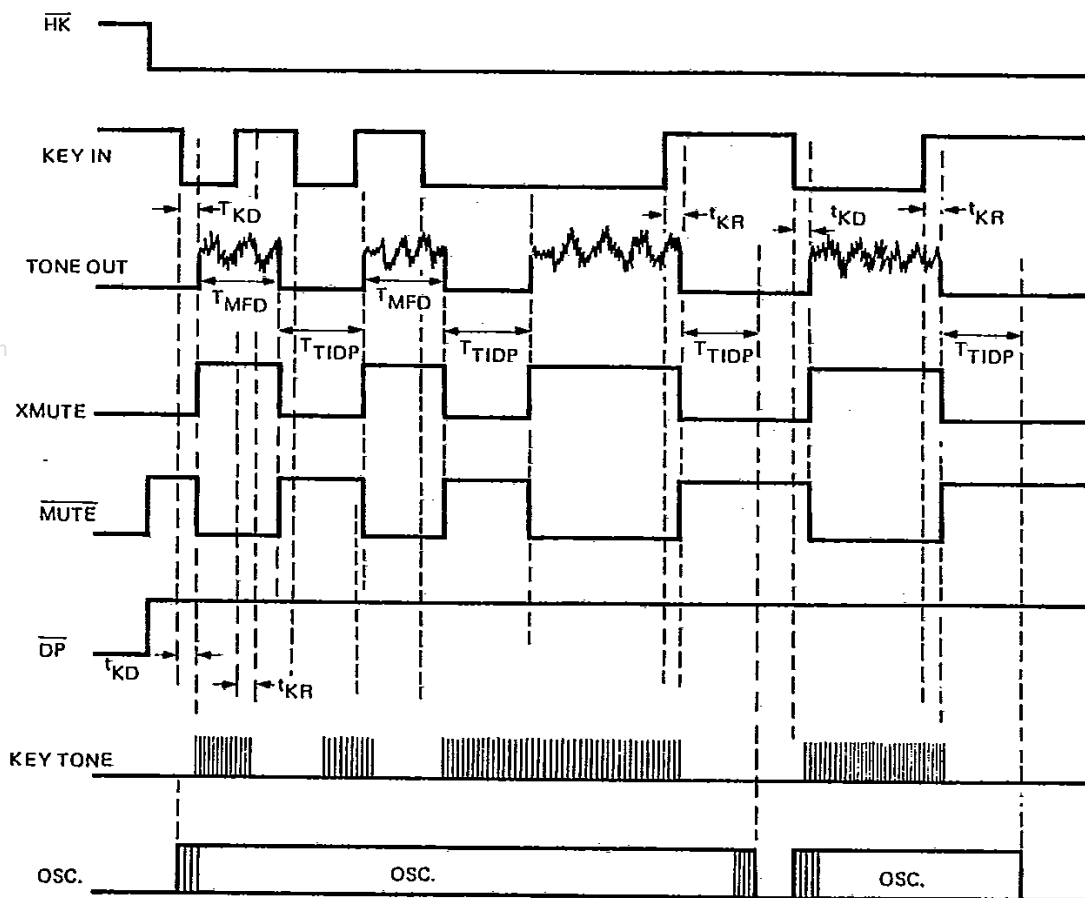 HK
KEY IN
TKD
tKR
tKD
tKR
TONE OUT
TMFD
TMFD
TTIDP
TTIDP
TTIDP
TTIDP
XMUTE
MUTE
DP
tKD
tKR
KEY TONE
OSC.
OSC.
OSC.